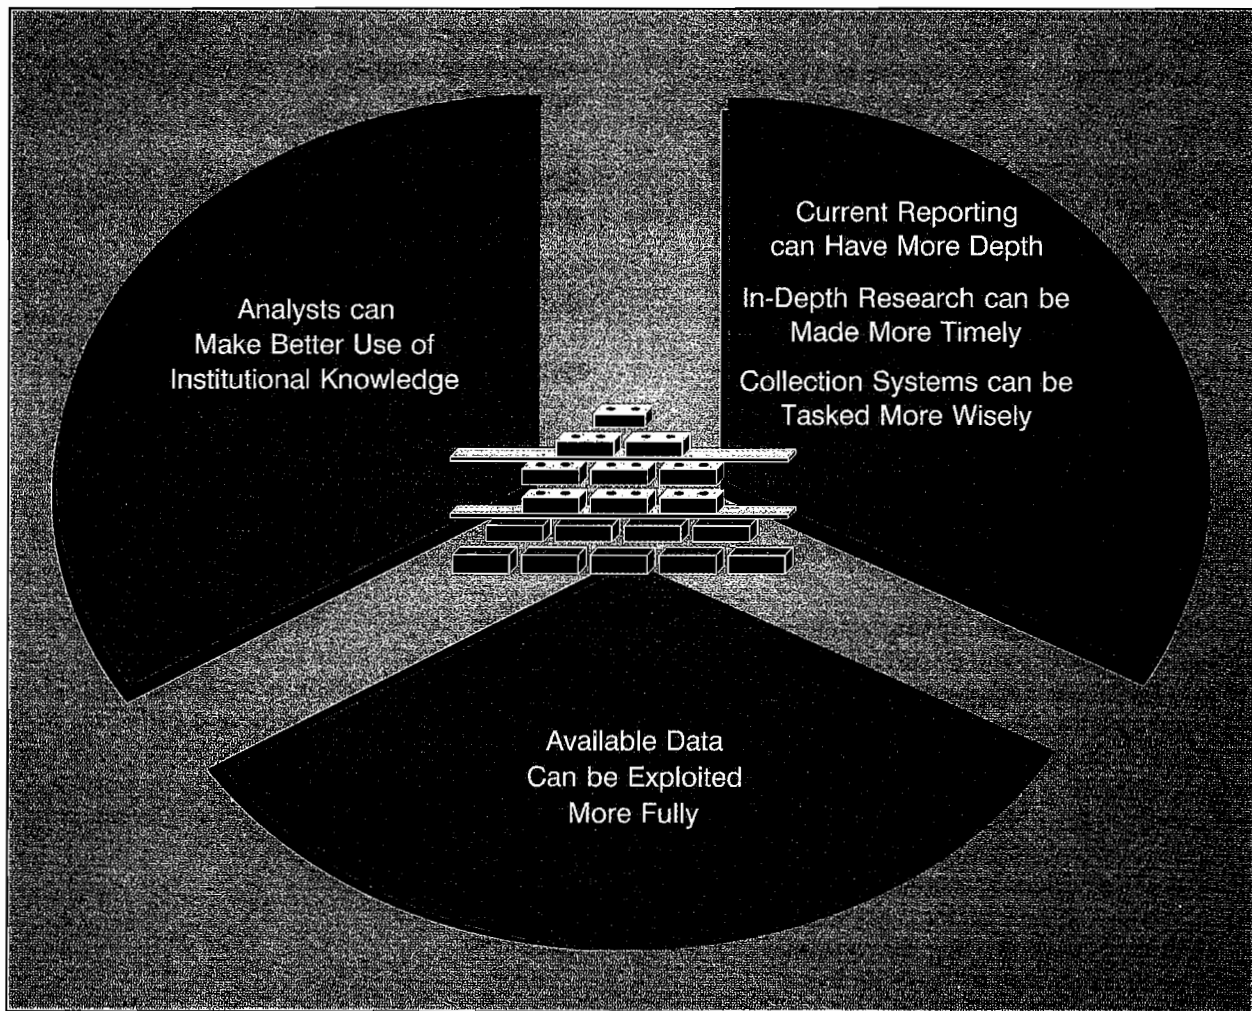 Analysts can
Make Better Use of
Institutional Knowledge
Current Reporting
can Have More Depth
In-Depth Research can be
Made More Timely
Collection Systems can be
Tasked More Wisely
Available Data
Can be Exploited
More Fully